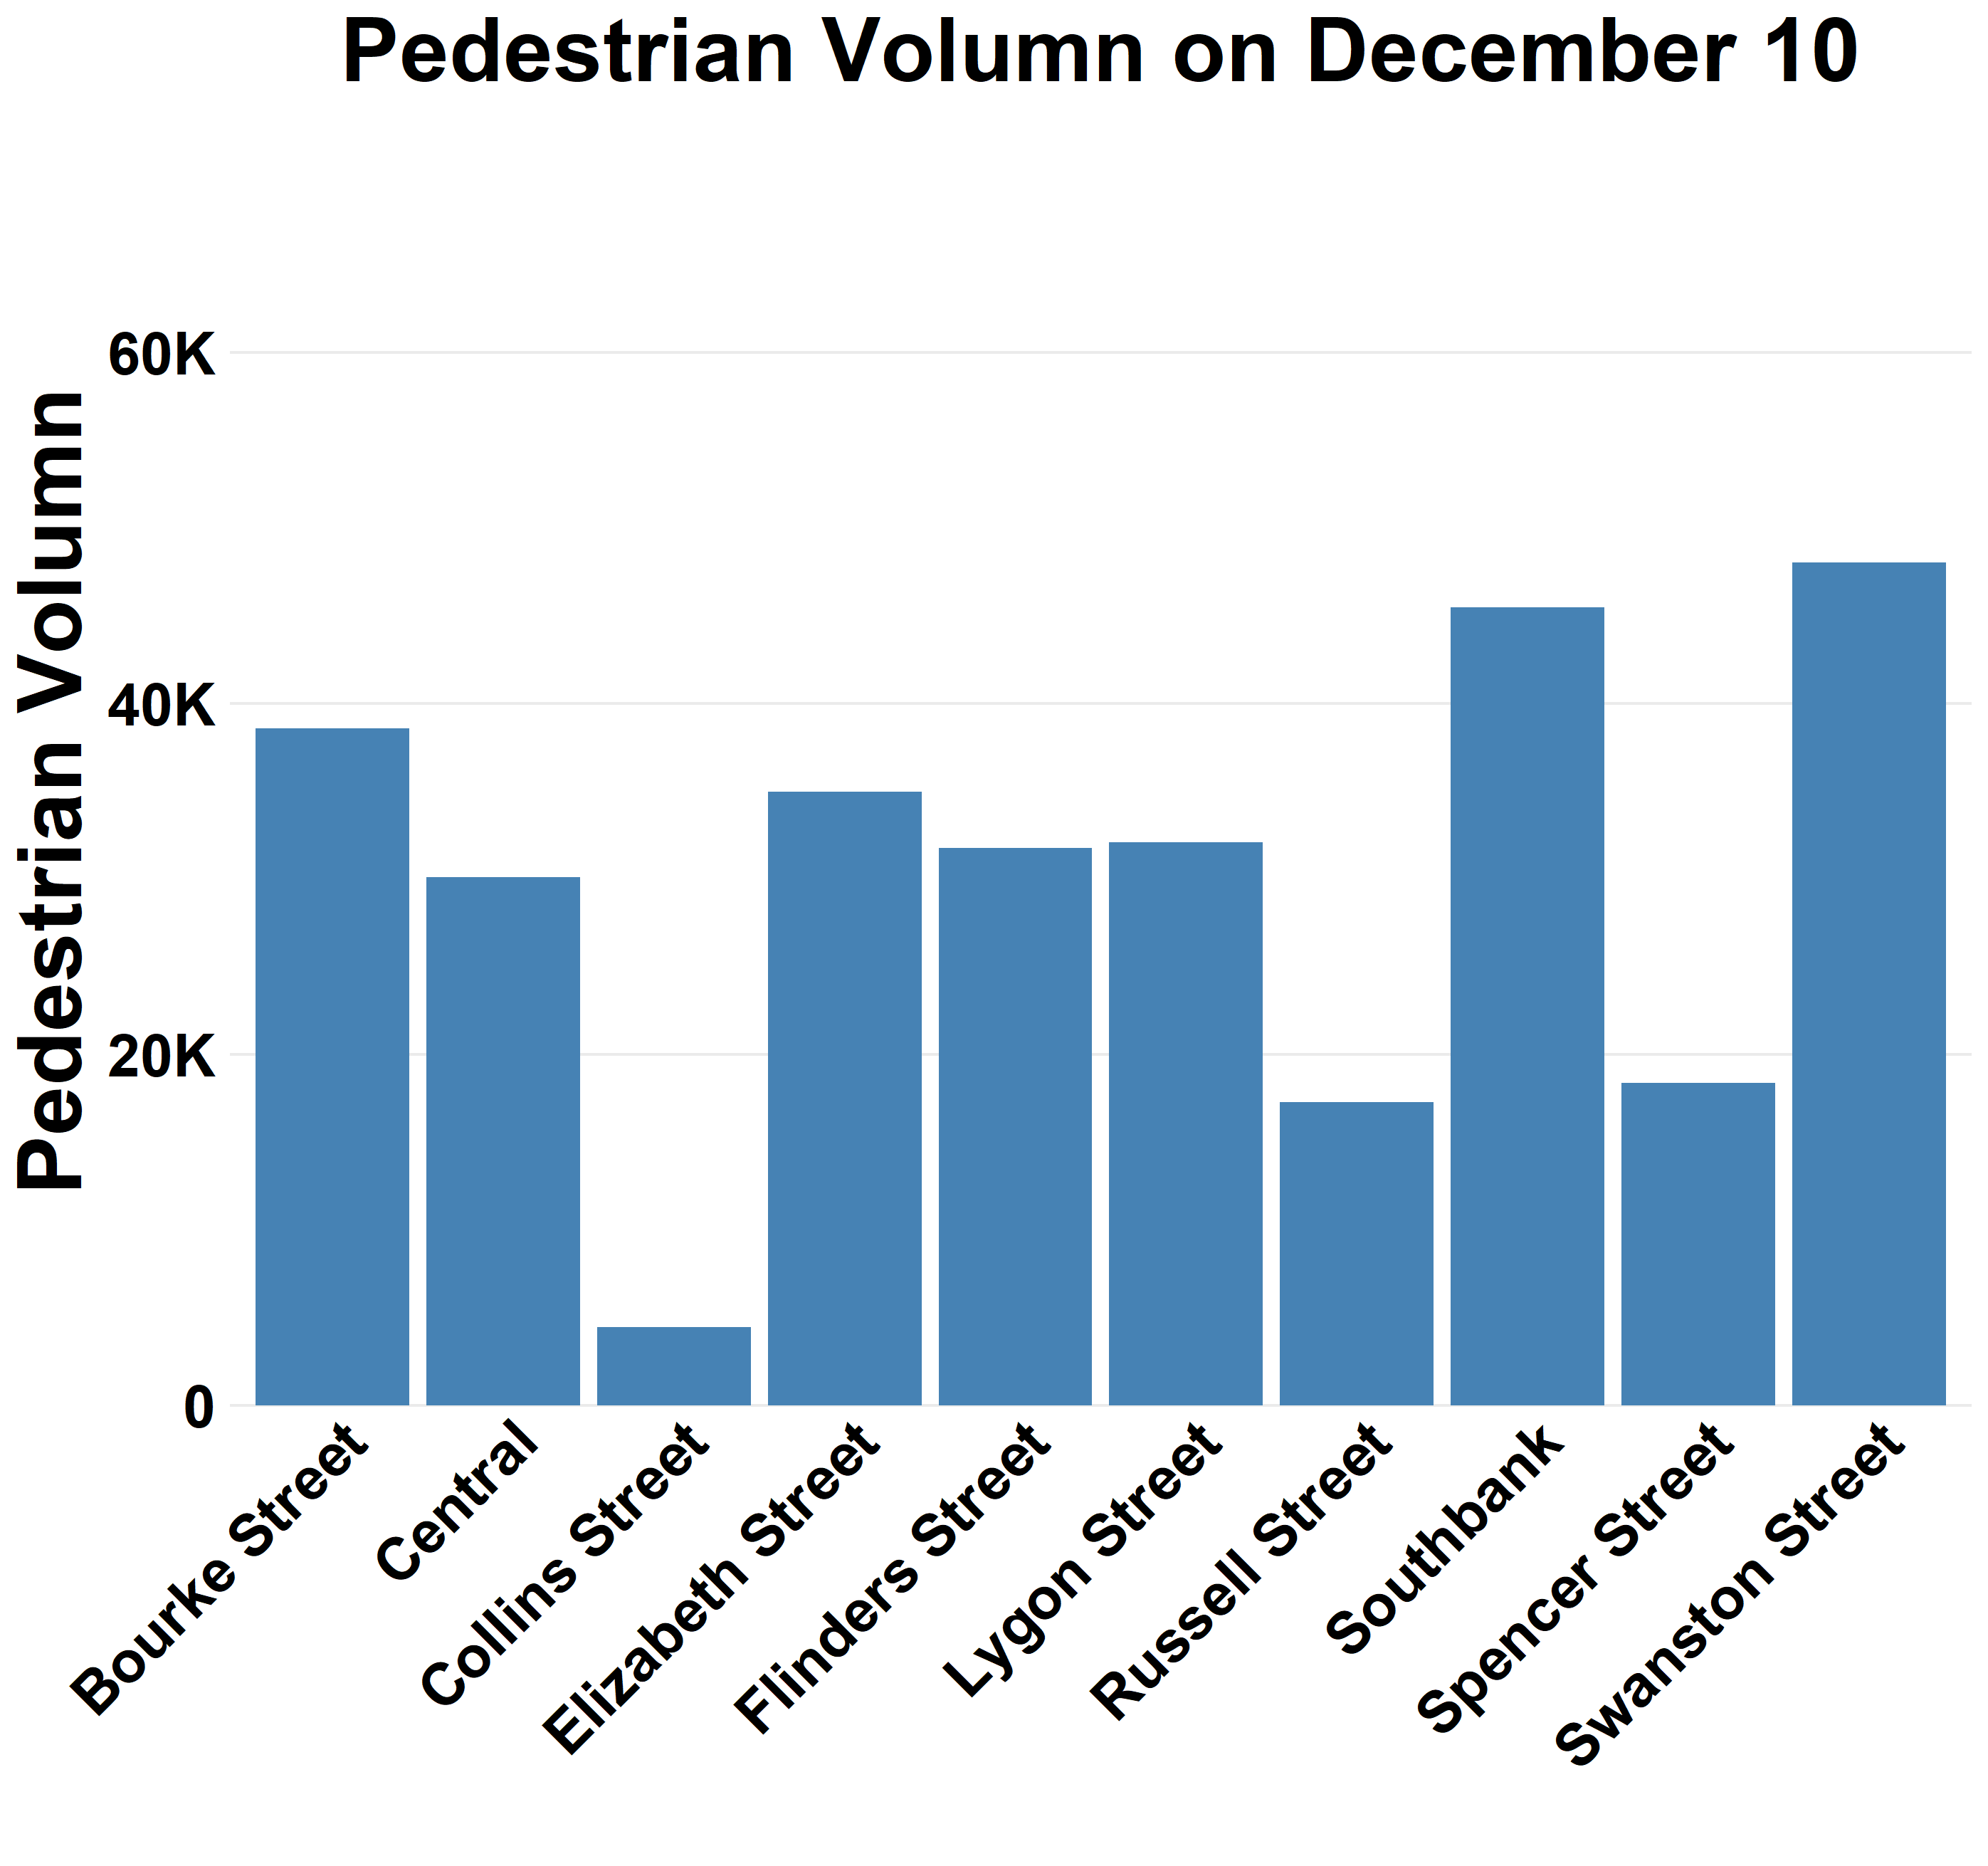 Pedestrian Volumn on December 10
Pedestrian Volumn
60K
40K
20K
0
Bourke Street
Central
Collins Street
Elizabeth Street
Flinders Street
Lygon Street
Russell Street
Southbank
Spencer Street
Swanston Street